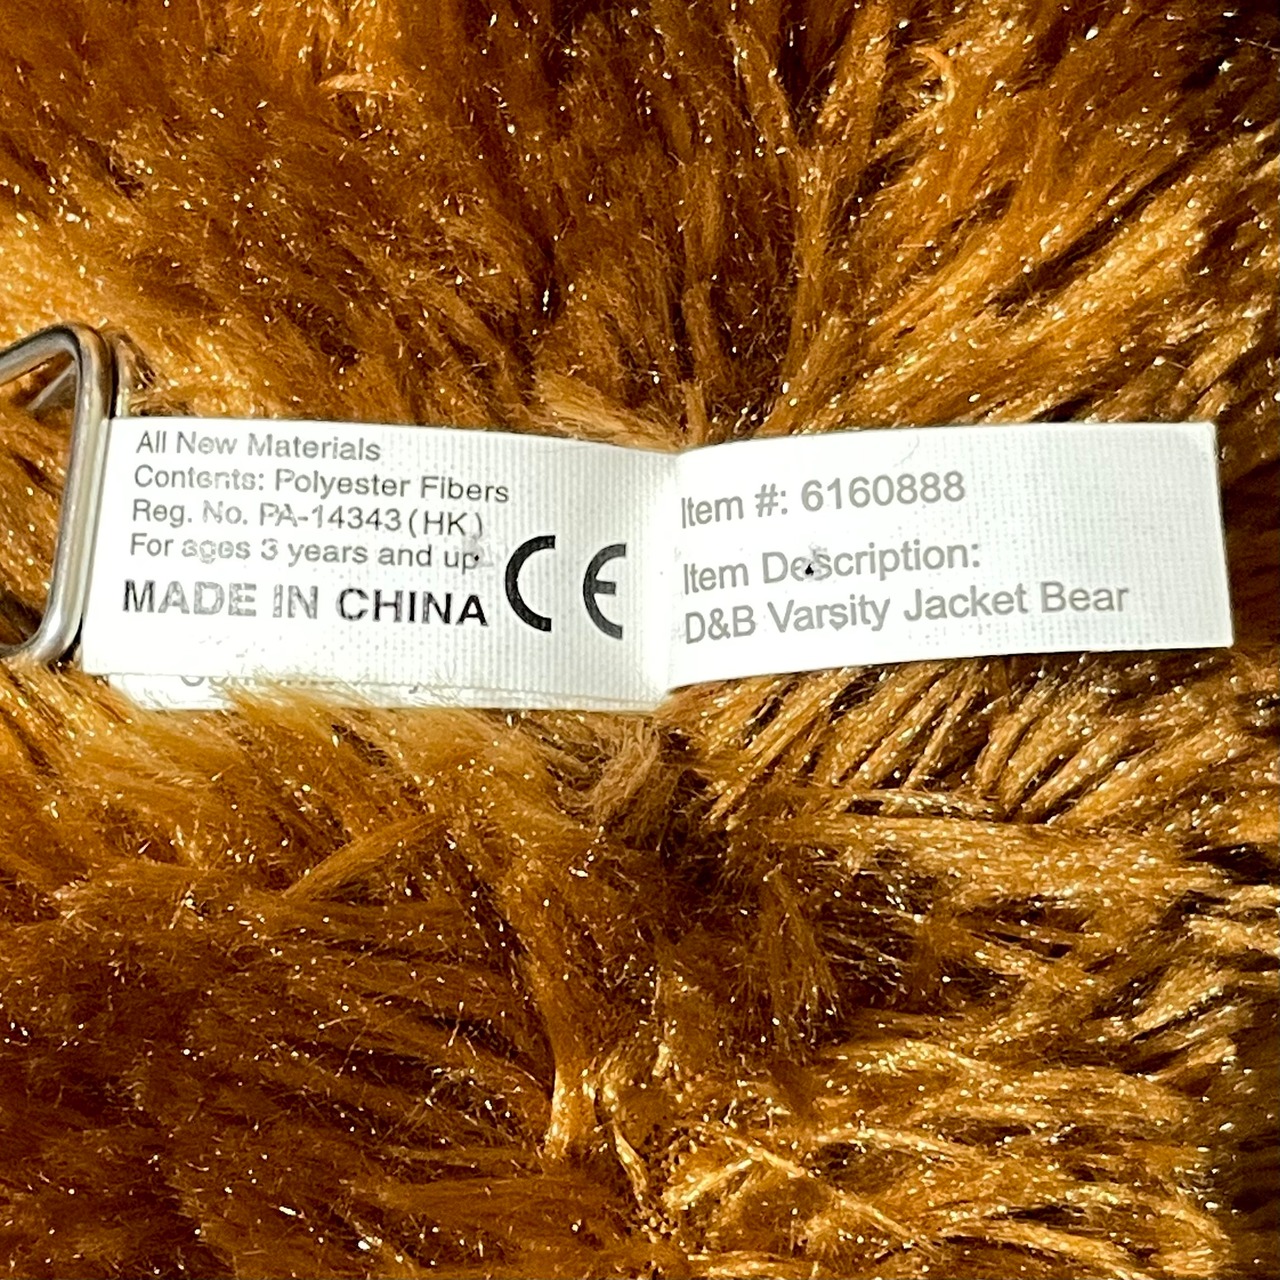 All New Materials
Contents: Polyester Fibers
Reg. No. PA-14343(HK)
For ages 3 years and up
MADE IN CHINA
CE
Item #: 6160888
Item Description:
D&B Varsity Jacket Bear